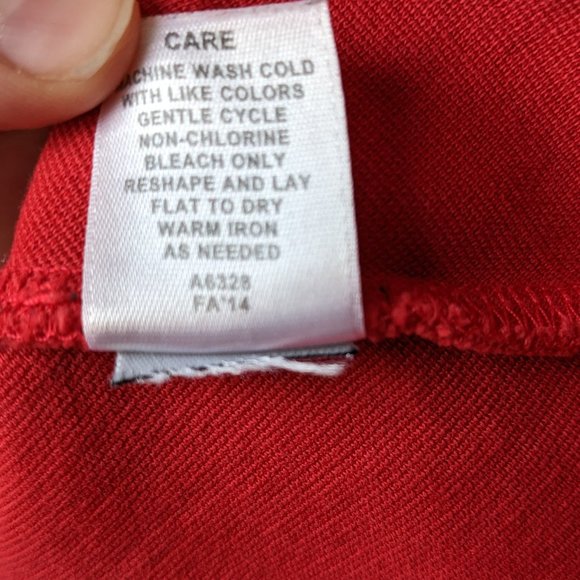 CARE
MACHINE WASH COLD
WITH LIKE COLORS
GENTLE CYCLE
NON-CHLORINE
BLEACH ONLY
RESHAPE AND LAY
FLAT TO DRY
WARM IRON
AS NEEDED
A6328
FA'14